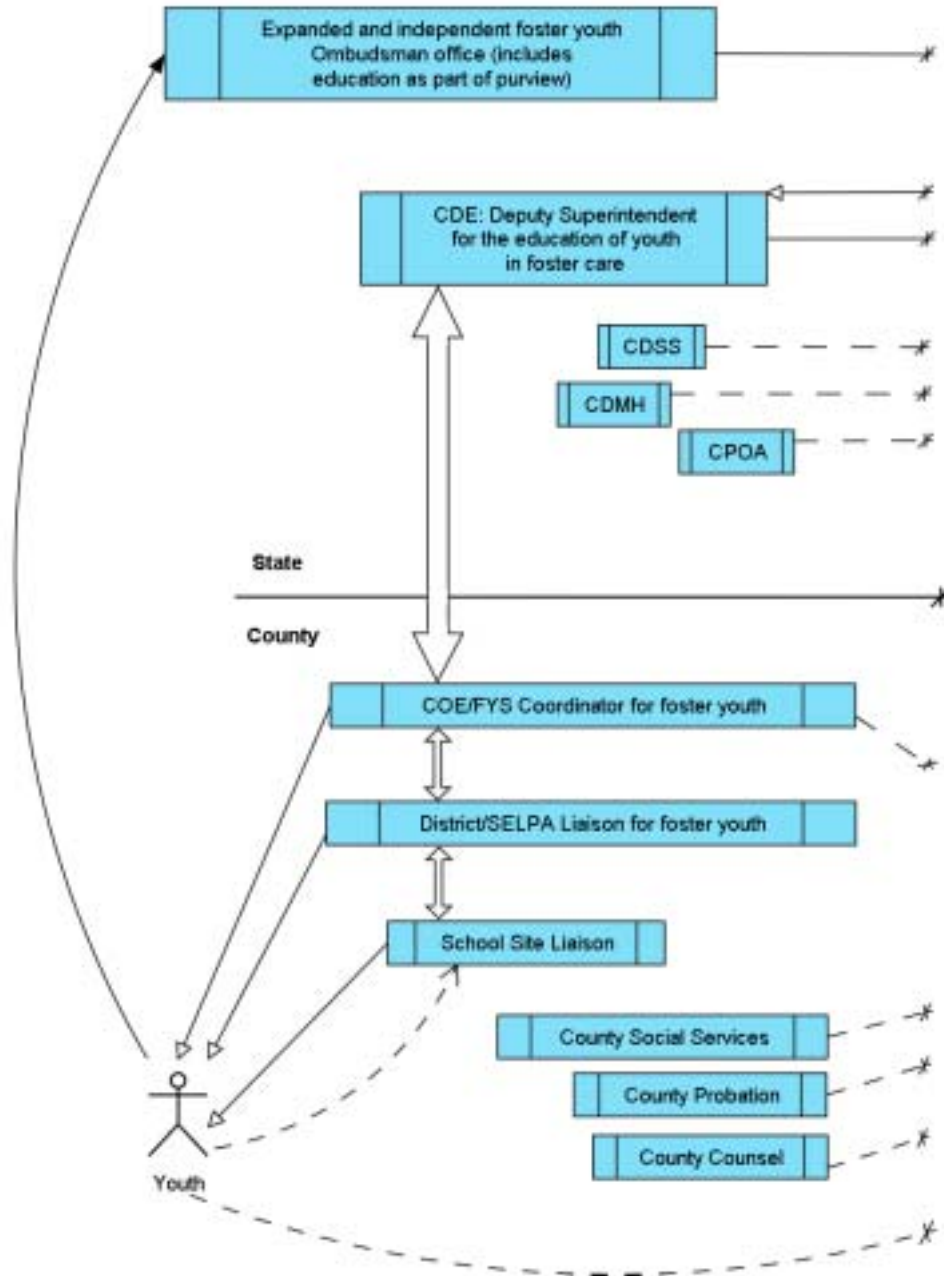 Expanded and independent foster youth
Ombudsman office (includes
education as part of purview)
CDE: Deputy Superintendent
for the education of youth
in foster care
CDSS
CDMH
CPOA
State
County
COE/FYS Coordinator for foster youth
District/SELPA Liaison for foster youth
School Site Liaison
County Social Services
County Probation
County Counsel
Youth